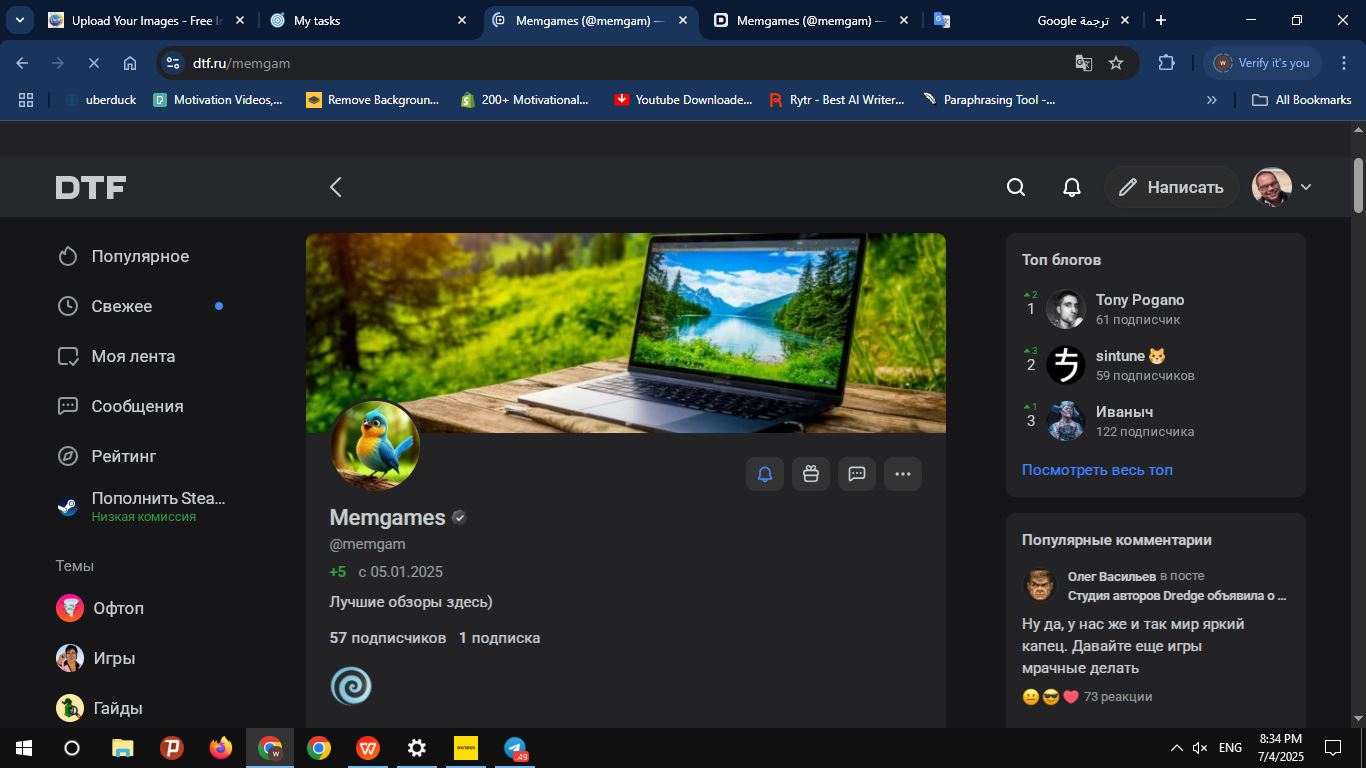 Upload Your Images - Free I
My tasks
Memgames (@memgam) —
Memgames (@memgam) —
ترجمة Google
dtf.ru/memgam
Verify it's you
uberduck
Motivation Videos,...
Remove Backgroun...
200+ Motivational...
Youtube Downloade...
Rytr - Best AI Writer...
Paraphrasing Tool -...
All Bookmarks
DTF
Написать
Популярное
Свежее
Моя лента
Сообщения
Рейтинг
Пополнить Stea...
Низкая комиссия
Темы
Офтоп
Игры
Гайды
Memgames
@memgam
+5 с 05.01.2025
Лучшие обзоры здесь)
57 подписчиков 1 подписка
Топ блогов
2
1
Tony Pogano
61 подписчик
3
2
sintune 🐱
59 подписчиков
1
3
Иваныч
122 подписчика
Посмотреть весь топ
Популярные комментарии
Олег Васильев в посте
Студия авторов Dredge объявила о ...
Ну да, у нас же и так мир яркий
капец. Давайте еще игры
мрачные делать
73 реакции
exness
49
ENG
8:34 PM
7/4/2025